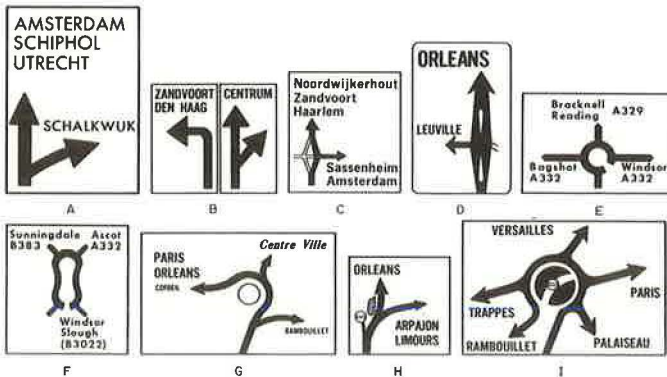 AMSTERDAM
SCHIPHOL
UTRECHT
SCHALKWUK
A
ZANDVOORT
DEN HAAG
CENTRUM
B
Noordwijkerhout
Zandvoort
Haarlem
Sassenheim
Amsterdam
C
ORLEANS
LEUVILLE
D
Bracknell
Reading
A329
Bagshot
A332
Windsor
A332
E
Sunningdale
B383
Ascot
A332
Windsor
Slough
(B3022)
F
Centre Ville
PARIS
ORLEANS
CORBEIL
RAMBOUILLET
G
ORLEANS
ARPAJON
LIMOURS
H
VERSAILLES
PARIS
TRAPPES
RAMBOUILLET
PALAISEAU
I